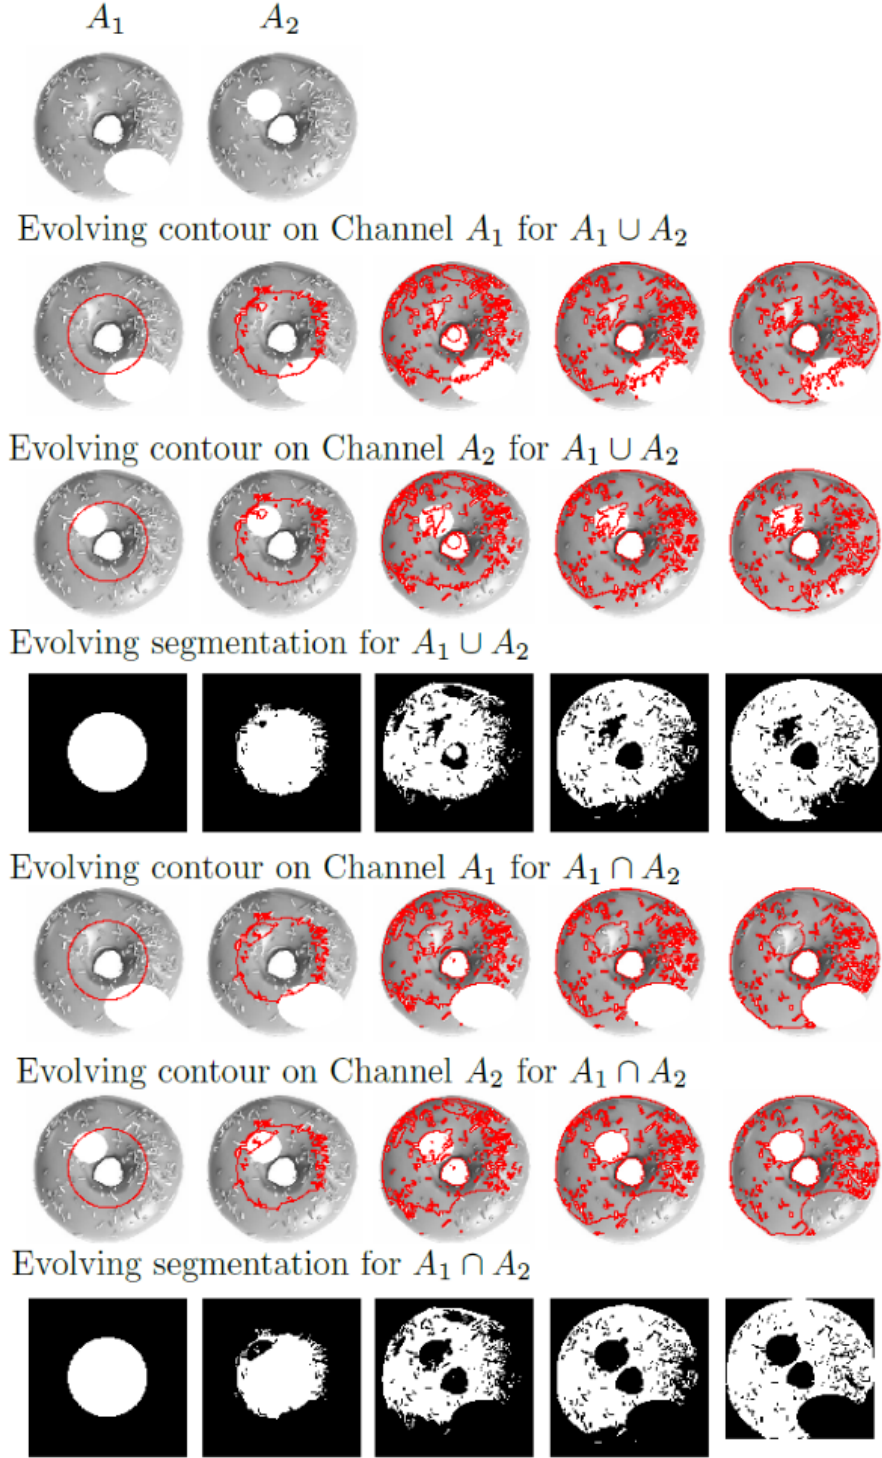 A₁ A₂
Evolving contour on Channel A₁ for A₁ ∪ A₂
Evolving contour on Channel A₂ for A₁ ∪ A₂
Evolving segmentation for A₁ ∪ A₂
Evolving contour on Channel A₁ for A₁ ∩ A₂
Evolving contour on Channel A₂ for A₁ ∩ A₂
Evolving segmentation for A₁ ∩ A₂